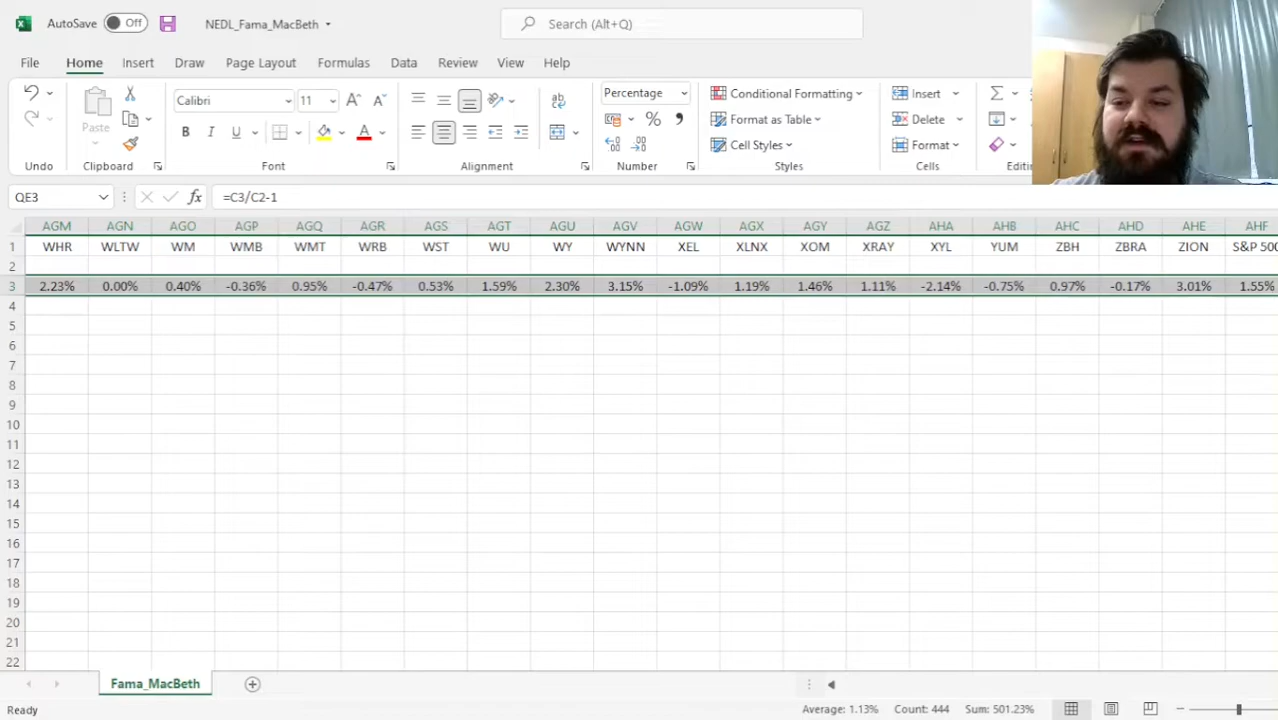 AutoSave Off NEDL_Fama_MacBeth Search (Alt+Q)
File Home Insert Draw Page Layout Formulas Data Review View Help
Calibri 11 Percentage Conditional Formatting Insert
Paste B I U A ab Format as Table Delete
Cell Styles Format
Undo Clipboard Font Alignment Number Styles Cells Editin
QE3 fx =C3/C2-1
AGM AGN AGO AGP AGQ AGR AGS AGT AGU AGV AGW AGX AGY AGZ AHA AHB AHC AHD AHE AHF
1 WHR WLTW WM WMB WMT WRB WST WU WY WYNN XEL XLNX XOM XRAY XYL YUM ZBH ZBRA ZION S&P 500
2
3 2.23% 0.00% 0.40% -0.36% 0.95% -0.47% 0.53% 1.59% 2.30% 3.15% -1.09% 1.19% 1.46% 1.11% -2.14% -0.75% 0.97% -0.17% 3.01% 1.55%
4
5
6
7
8
9
10
11
12
13
14
15
16
17
18
19
20
21
22
Fama_MacBeth
Ready Average: 1.13% Count: 444 Sum: 501.23%